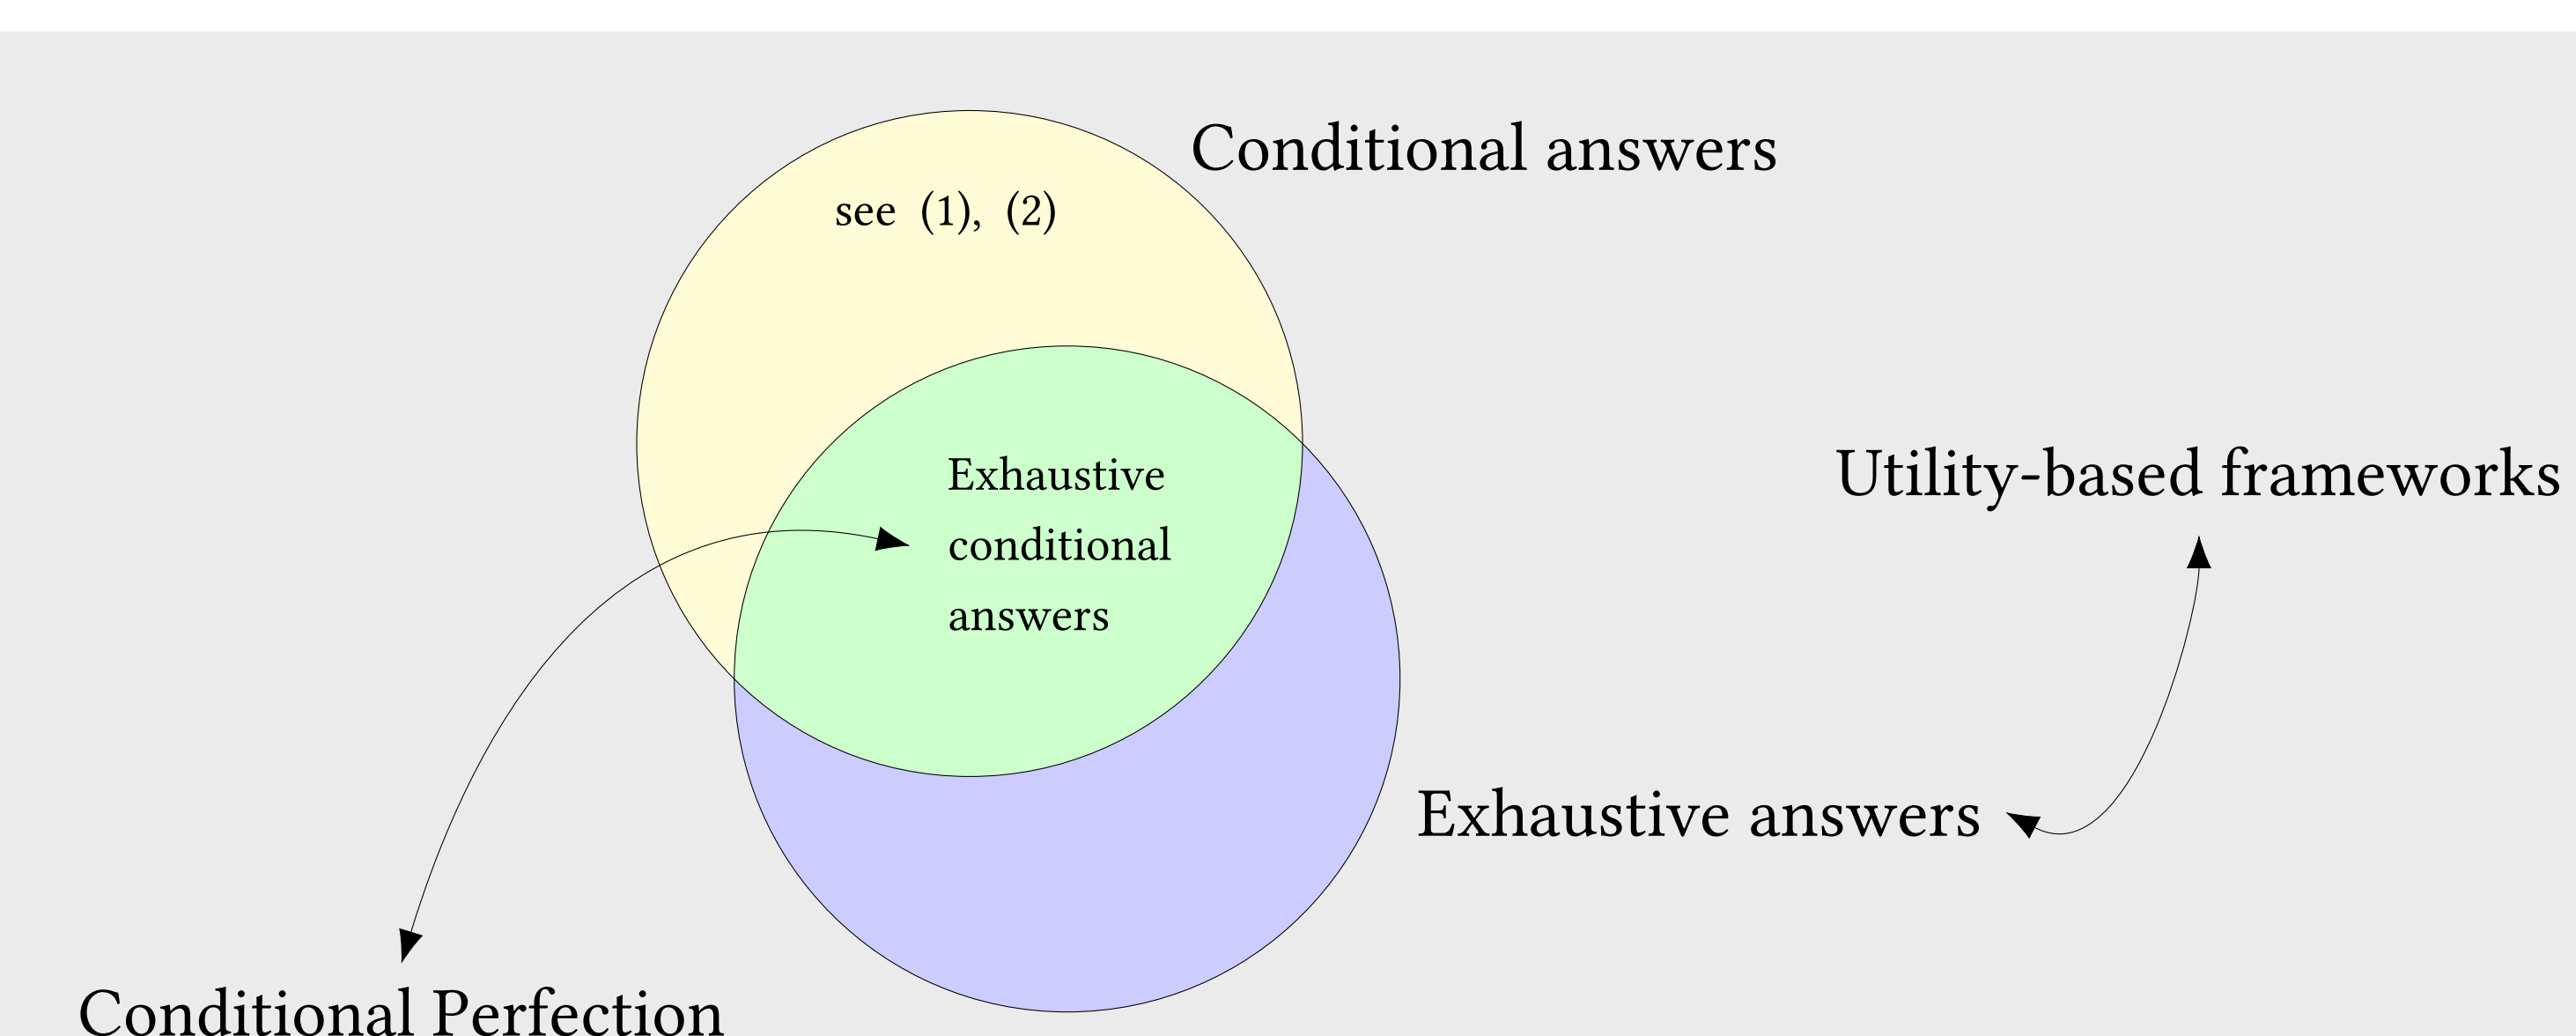 Conditional answers
see (1), (2)
Exhaustive
conditional
answers
Utility-based frameworks
Exhaustive answers
Conditional Perfection